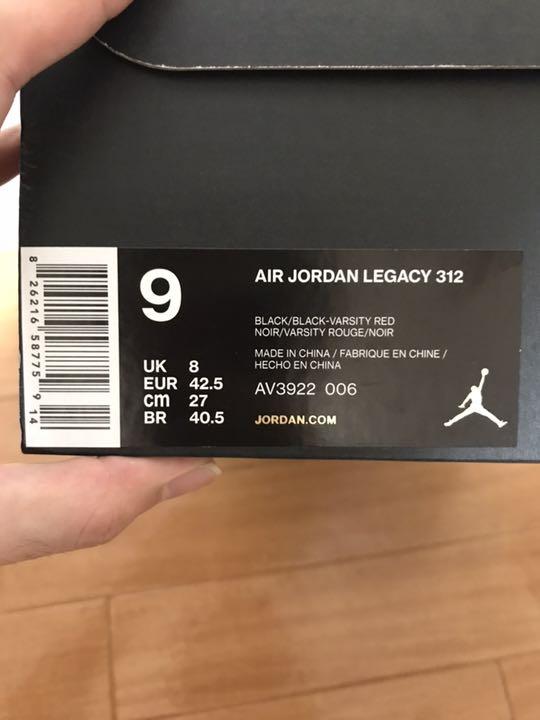 8 26216 58775 9 14
9
AIR JORDAN LEGACY 312
BLACK/BLACK-VARSITY RED
NOIR/VARSITY ROUGE/NOIR
MADE IN CHINA / FABRIQUE EN CHINE /
HECHO EN CHINA
UK 8
EUR 42.5
cm 27
BR 40.5
AV3922 006
JORDAN.COM